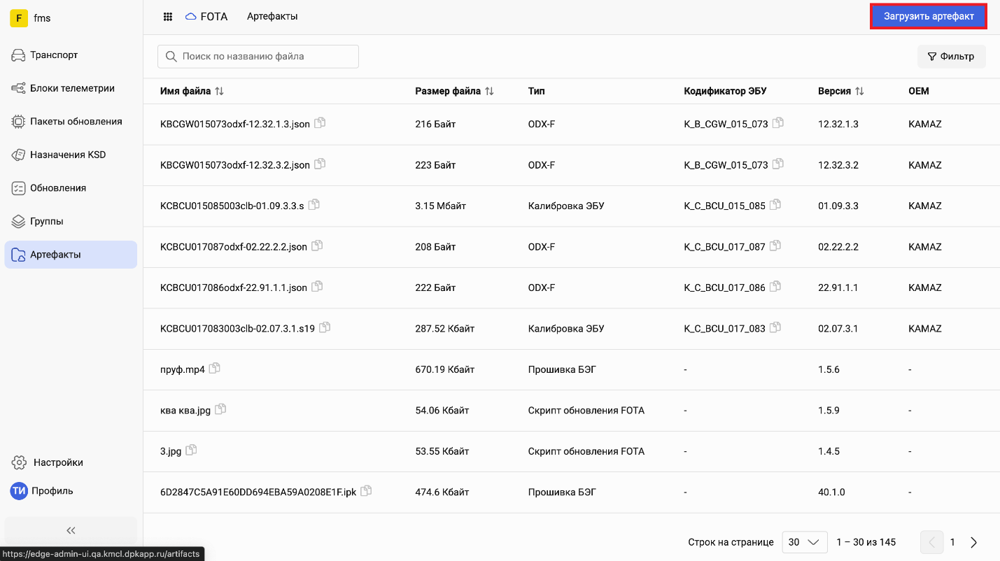 F fms
FOTA Артефакты
Загрузить артефакт
Транспорт
Блоки телеметрии
Пакеты обновления
Назначения KSD
Обновления
Группы
Артефакты
Поиск по названию файла
Фильтр
Имя файла Размер файла Тип Кодификатор ЭБУ Версия OEM
KBCGW015073odxf-12.32.1.3.json 216 Байт ODX-F K_B_CGW_015_073 12.32.1.3 KAMAZ
KBCGW015073odxf-12.32.3.2.json 223 Байт ODX-F K_B_CGW_015_073 12.32.3.2 KAMAZ
KCBCU015085003clb-01.09.3.3.s 3.15 Мбайт Калибровка ЭБУ K_C_BCU_015_085 01.09.3.3 KAMAZ
KCBCU017087odxf-02.22.2.2.json 208 Байт ODX-F K_C_BCU_017_087 02.22.2.2 KAMAZ
KCBCU017086odxf-22.91.1.1.json 222 Байт ODX-F K_C_BCU_017_086 22.91.1.1 KAMAZ
KCBCU017083003clb-02.07.3.1.s19 287.52 Кбайт Калибровка ЭБУ K_C_BCU_017_083 02.07.3.1 KAMAZ
пруф.mp4 670.19 Кбайт Прошивка БЭГ - 1.5.6 -
ква ква.jpg 54.06 Кбайт Скрипт обновления FOTA - 1.5.9 -
3.jpg 53.55 Кбайт Скрипт обновления FOTA - 1.4.5 -
6D2847C5A91E60DD694EBA59A0208E1F.ipk 474.6 Кбайт Прошивка БЭГ - 40.1.0 -
Настройки
ТИ Профиль
Строк на странице 30 1 – 30 из 145 1
https://edge-admin-ui.qa.kmcl.dpkapp.ru/artifacts